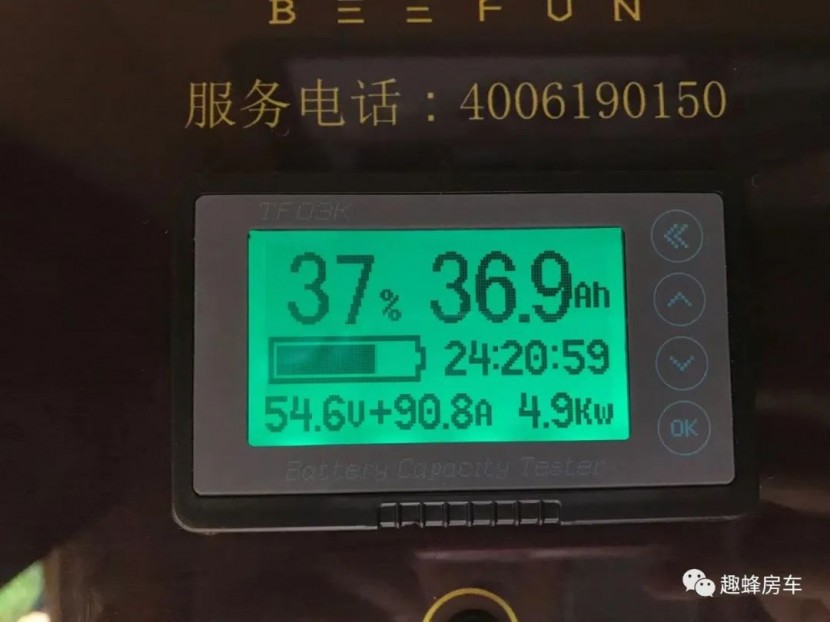 BEEFUN
服务电话：4006190150
TF03K
37% 36.9Ah
24:20:59
54.6V+90.8A 4.9Kw
OK
Battery Capacity Tester
趣蜂房车